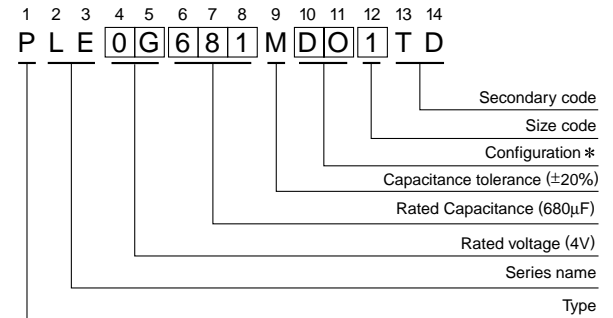 1 2 3 4 5 6 7 8 9 10 11 12 13 14
P L E 0 G 6 8 1 M D O 1 T D
Secondary code
Size code
Configuration *
Capacitance tolerance (±20%)
Rated Capacitance (680μF)
Rated voltage (4V)
Series name
Type